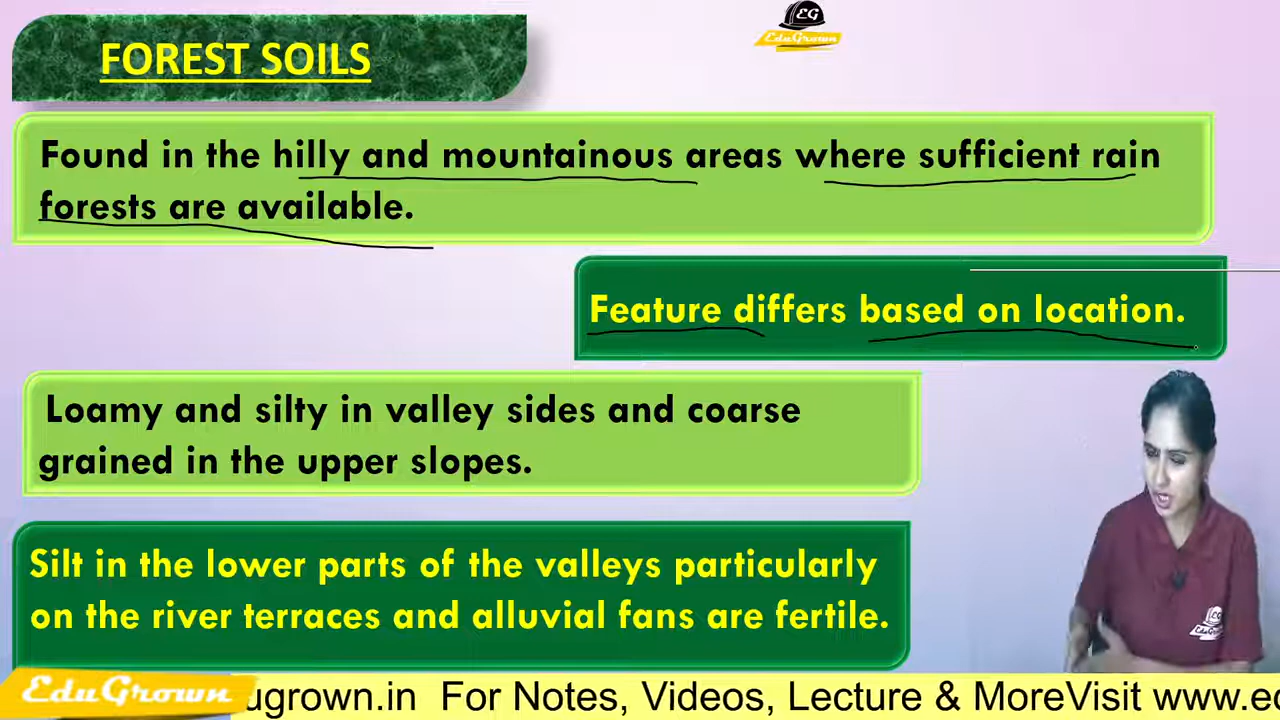 EG
EduGrown
FOREST SOILS
Found in the hilly and mountainous areas where sufficient rain
forests are available.
Feature differs based on location.
Loamy and silty in valley sides and coarse
grained in the upper slopes.
Silt in the lower parts of the valleys particularly
on the river terraces and alluvial fans are fertile.
EG
EduGrown
EduGrown
ugrown.in For Notes, Videos, Lecture & MoreVisit www.ed